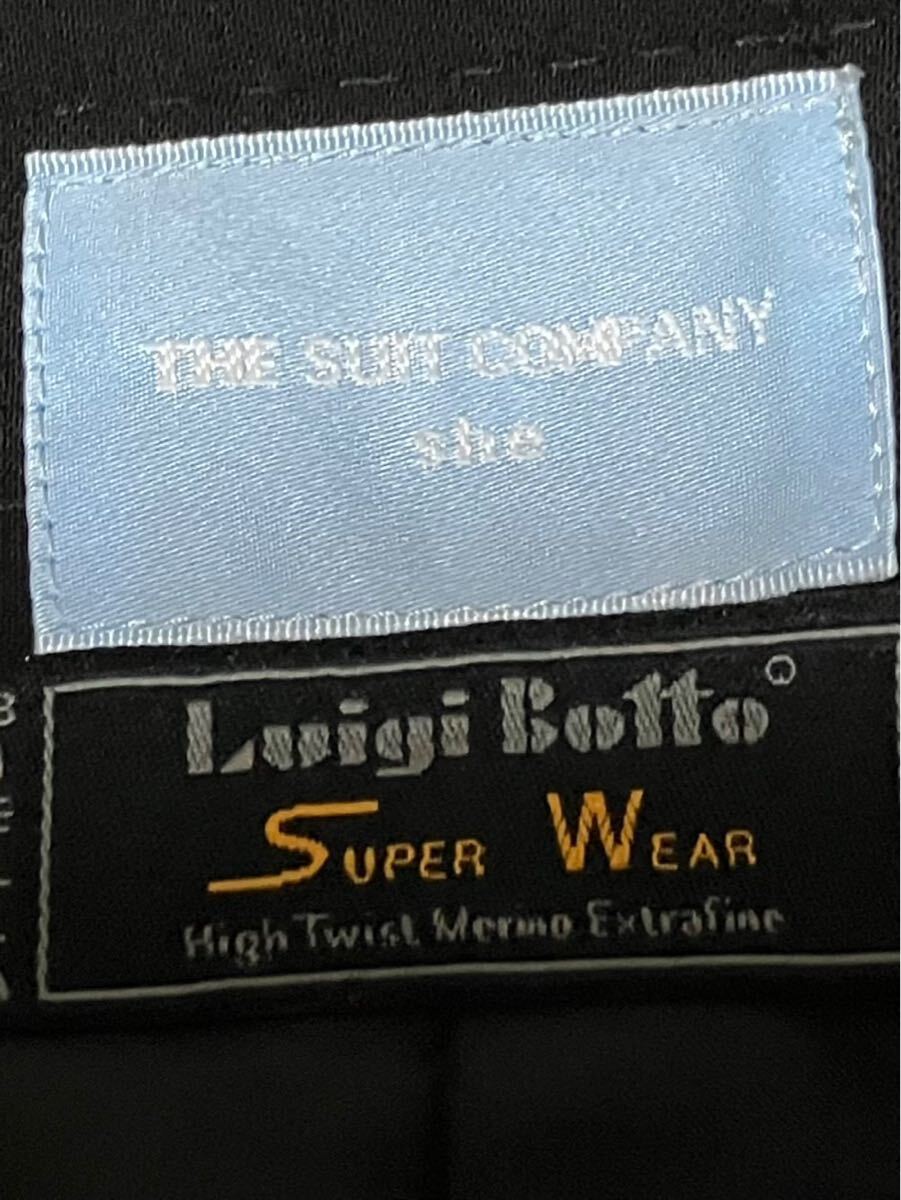 THE SUIT COMPANY
she
Luigi Botto
SUPER WEAR
High Twist Merino Extrafine